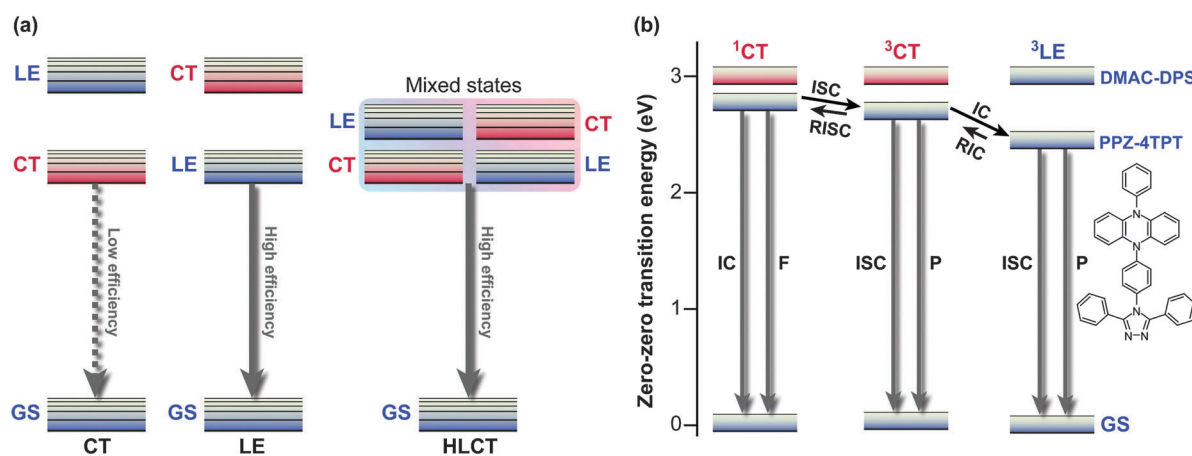 (a)
LE
CT
Mixed states
LE
CT
CT
LE
CT
LE
Low efficiency
High efficiency
High efficiency
GS
GS
GS
CT
LE
HLCT
(b)
Zero-zero transition energy (eV)
3
2
1
0
¹CT
³CT
³LE
DMAC-DPS
ISC
RISC
IC
RIC
PPZ-4TPT
N
N
IC
F
ISC
P
ISC
P
N
N
N
GS